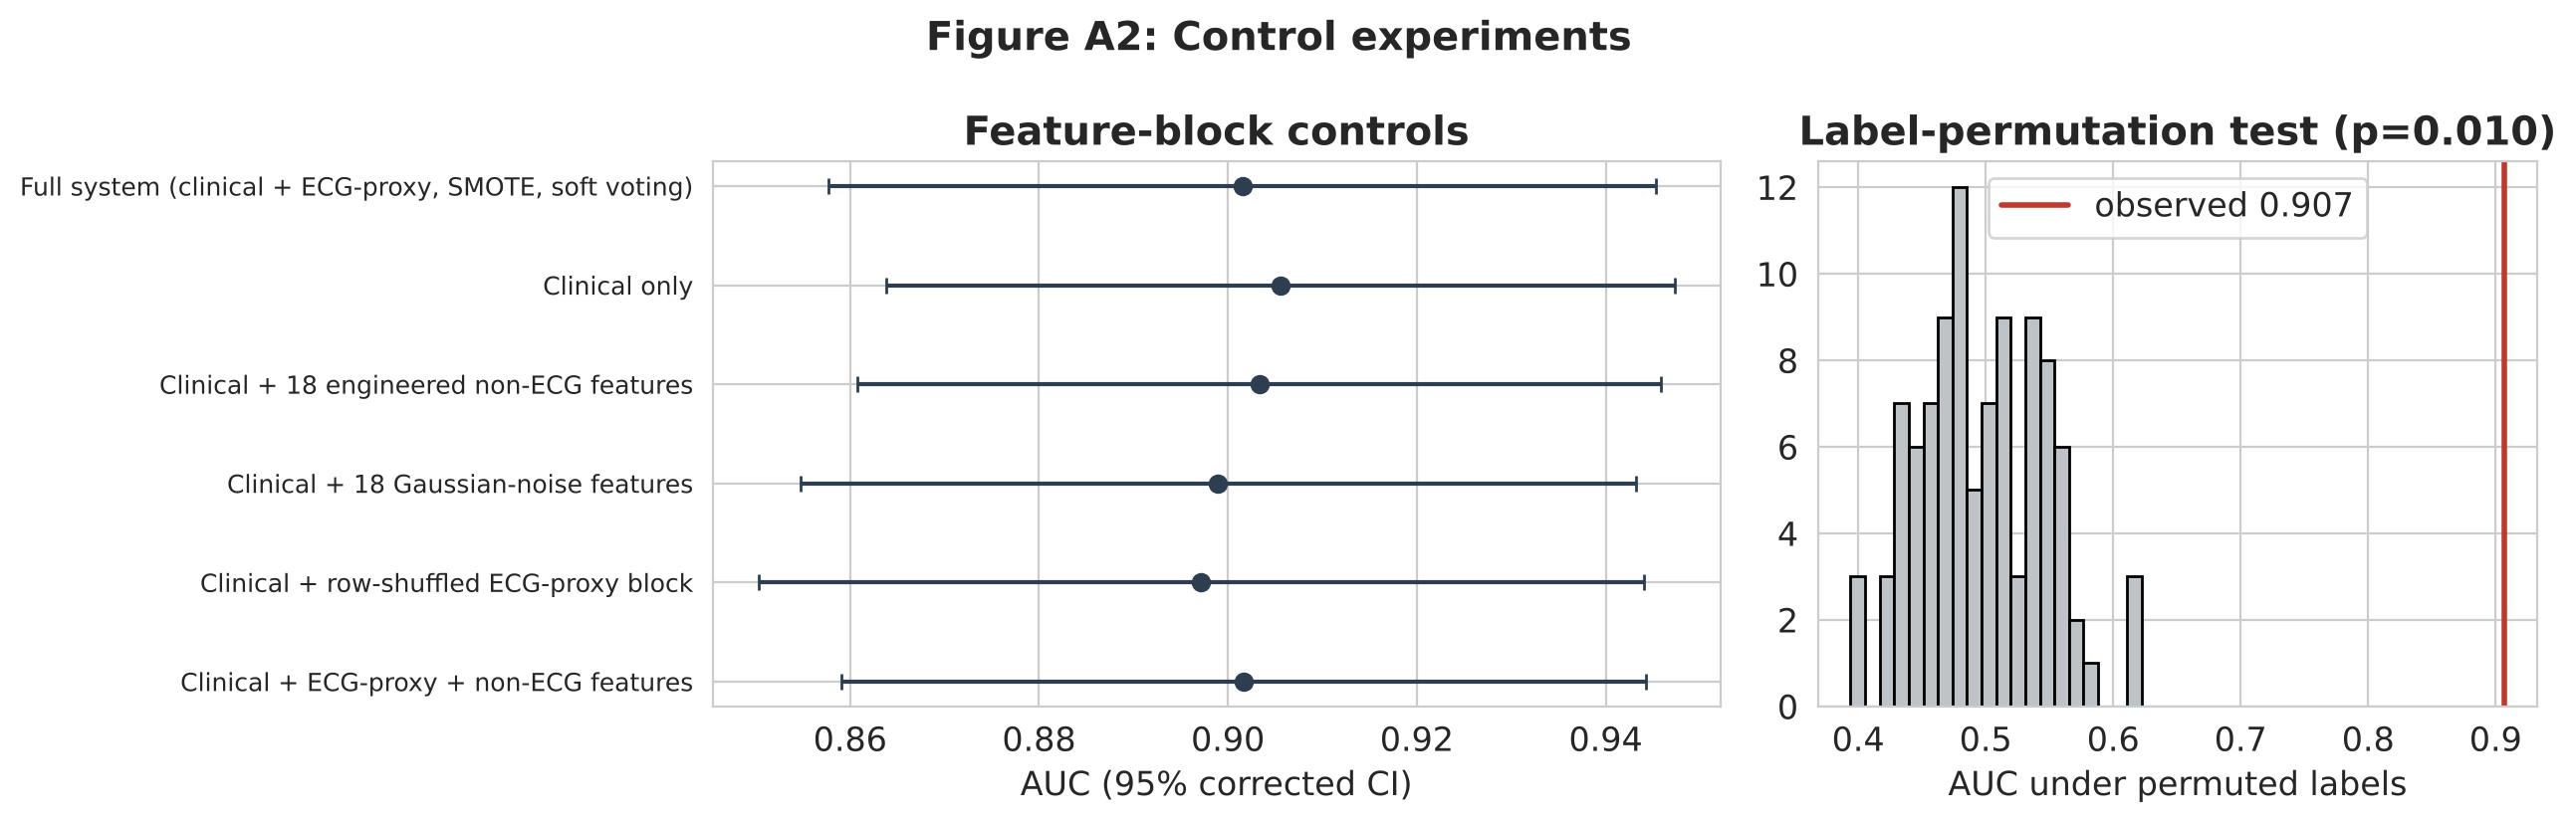 Figure A2: Control experiments
Feature-block controls
Full system (clinical + ECG-proxy, SMOTE, soft voting)
Clinical only
Clinical + 18 engineered non-ECG features
Clinical + 18 Gaussian-noise features
Clinical + row-shuffled ECG-proxy block
Clinical + ECG-proxy + non-ECG features
0.86 0.88 0.90 0.92 0.94
AUC (95% corrected CI)
Label-permutation test (p=0.010)
observed 0.907
12
10
8
6
4
2
0
0.4 0.5 0.6 0.7 0.8 0.9
AUC under permuted labels